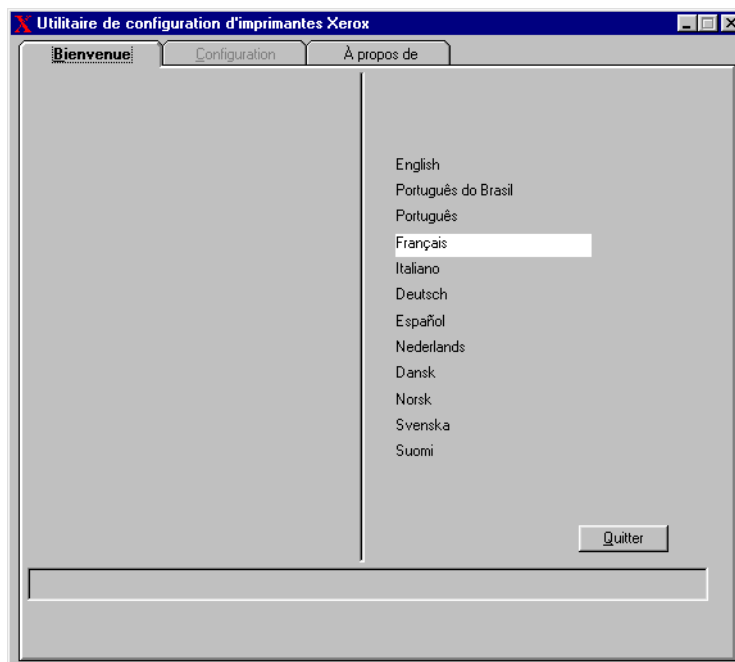 Utilitaire de configuration d'imprimantes Xerox
Bienvenue
Configuration
À propos de
English
Português do Brasil
Português
Français
Italiano
Deutsch
Español
Nederlands
Dansk
Norsk
Svenska
Suomi
Quitter